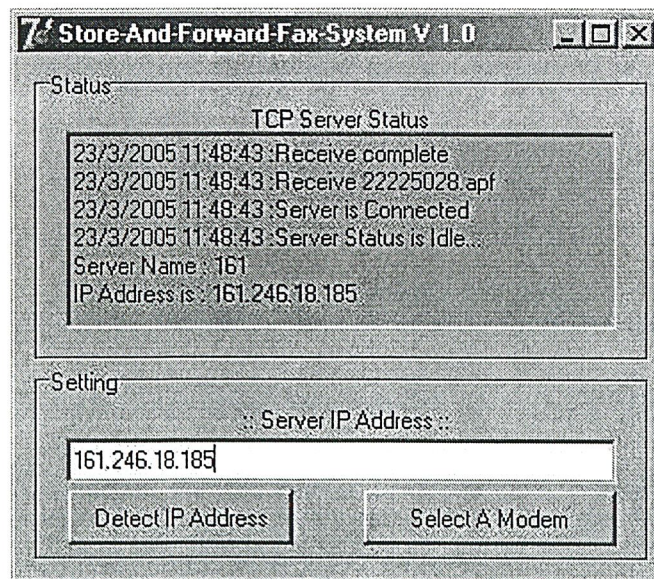 Store-And-Forward-Fax-System V 1.0
Status
TCP Server Status
23/3/2005 11:48:43 :Receive complete
23/3/2005 11:48:43 :Receive 22225028.apf
23/3/2005 11:48:43 :Server is Connected
23/3/2005 11:48:43 :Server Status is Idle...
Server Name : 161
IP Address is : 161.246.18.185
Setting
:: Server IP Address ::
161.246.18.185
Detect IP Address
Select A Modem